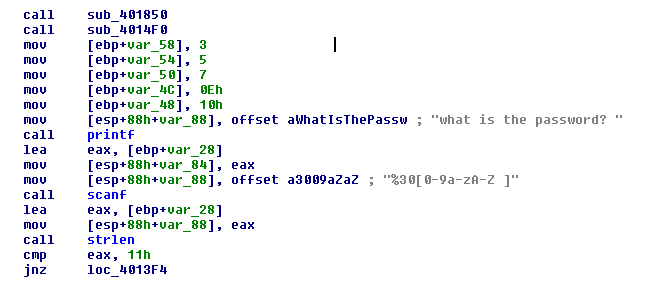 call sub_401850
call sub_4014F0
mov [ebp+var_58], 3
mov [ebp+var_54], 5
mov [ebp+var_50], 7
mov [ebp+var_4C], 0Eh
mov [ebp+var_48], 10h
mov [esp+88h+var_88], offset aWhatIsThePassw ; "what is the password? "
call printf
lea eax, [ebp+var_28]
mov [esp+88h+var_84], eax
mov [esp+88h+var_88], offset a3009aZaZ ; "%30[0-9a-zA-Z ]"
call scanf
lea eax, [ebp+var_28]
mov [esp+88h+var_88], eax
call strlen
cmp eax, 11h
jnz loc_4013F4